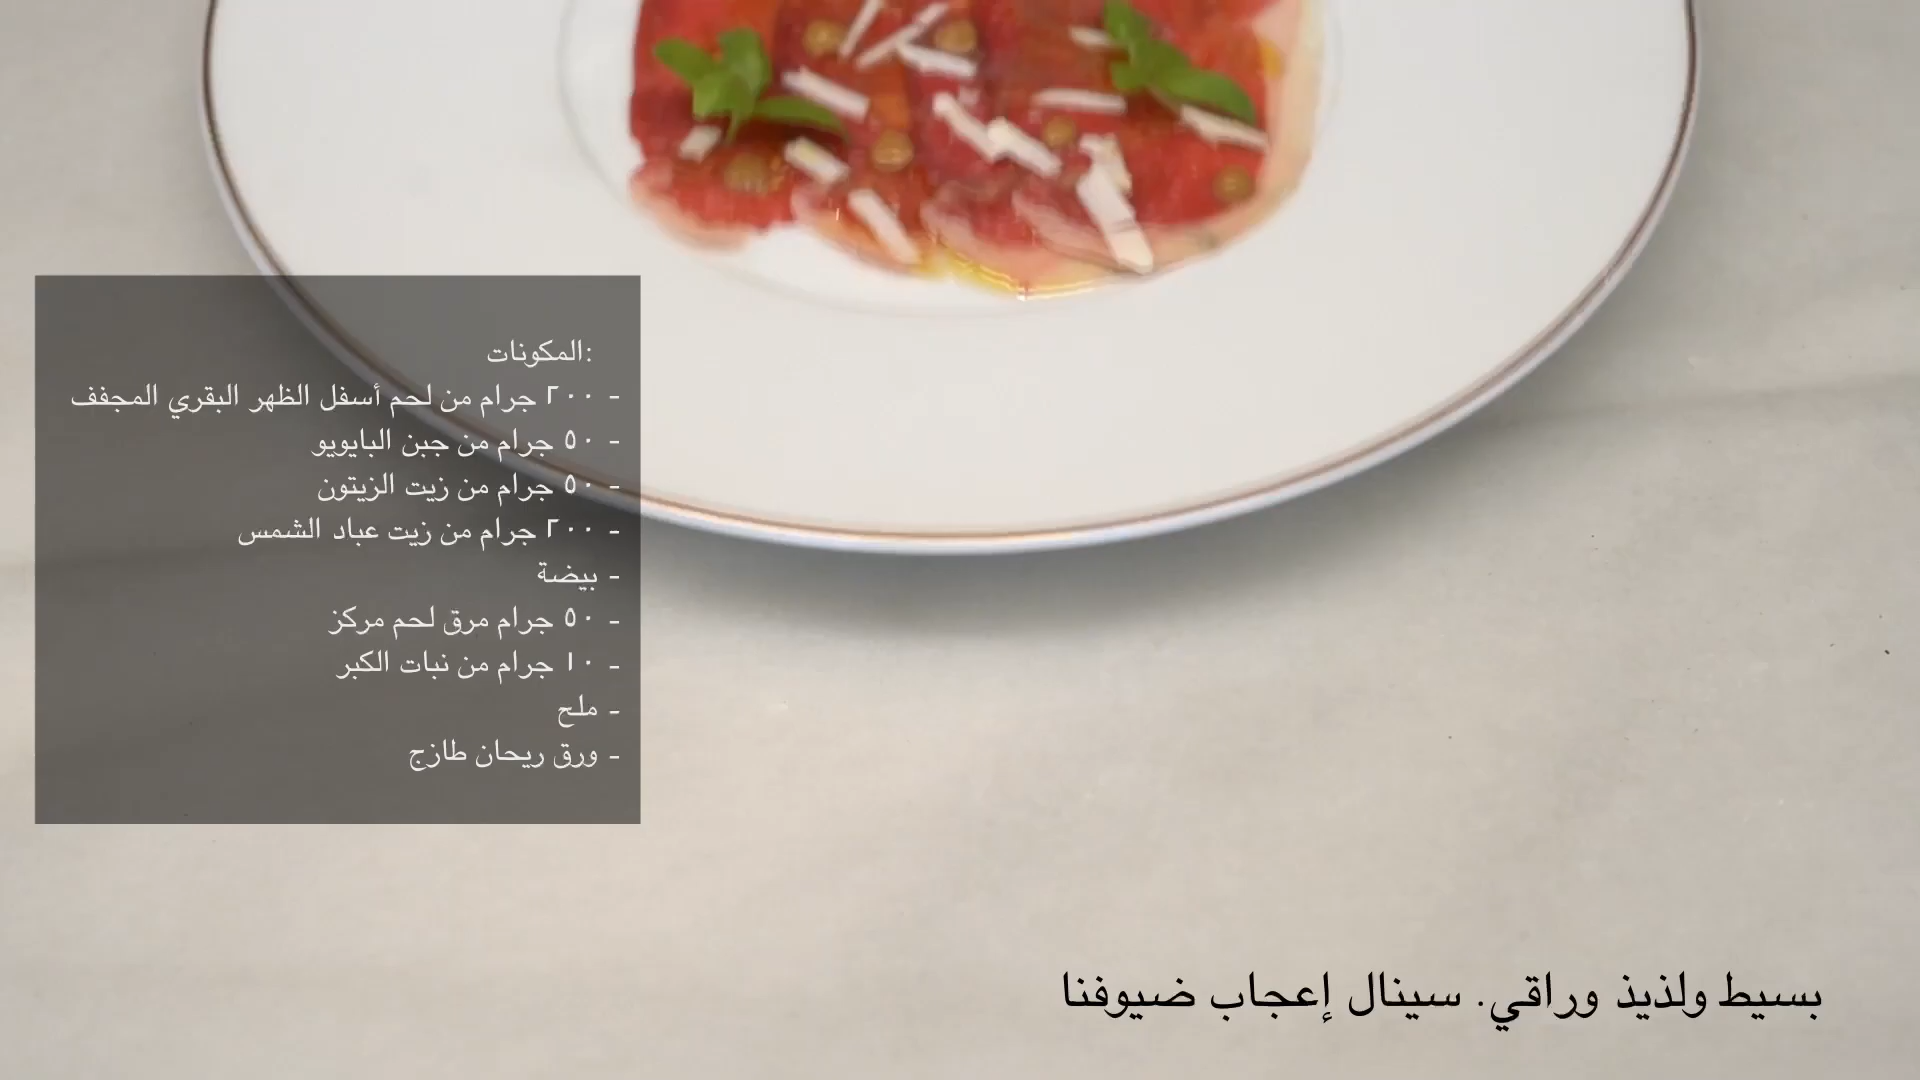 المكونات:
- ٢٠٠ جرام من لحم أسفل الظهر البقري المجفف
- ٥٠ جرام من جبن البايويو
- ٥٠ جرام من زيت الزيتون
- ٢٠٠ جرام من زيت عباد الشمس
- بيضة
- ٥٠ جرام مرق لحم مركز
- ١٠ جرام من نبات الكبر
- ملح
- ورق ريحان طازج
بسيط ولذيذ وراقي. سينال إعجاب ضيوفنا